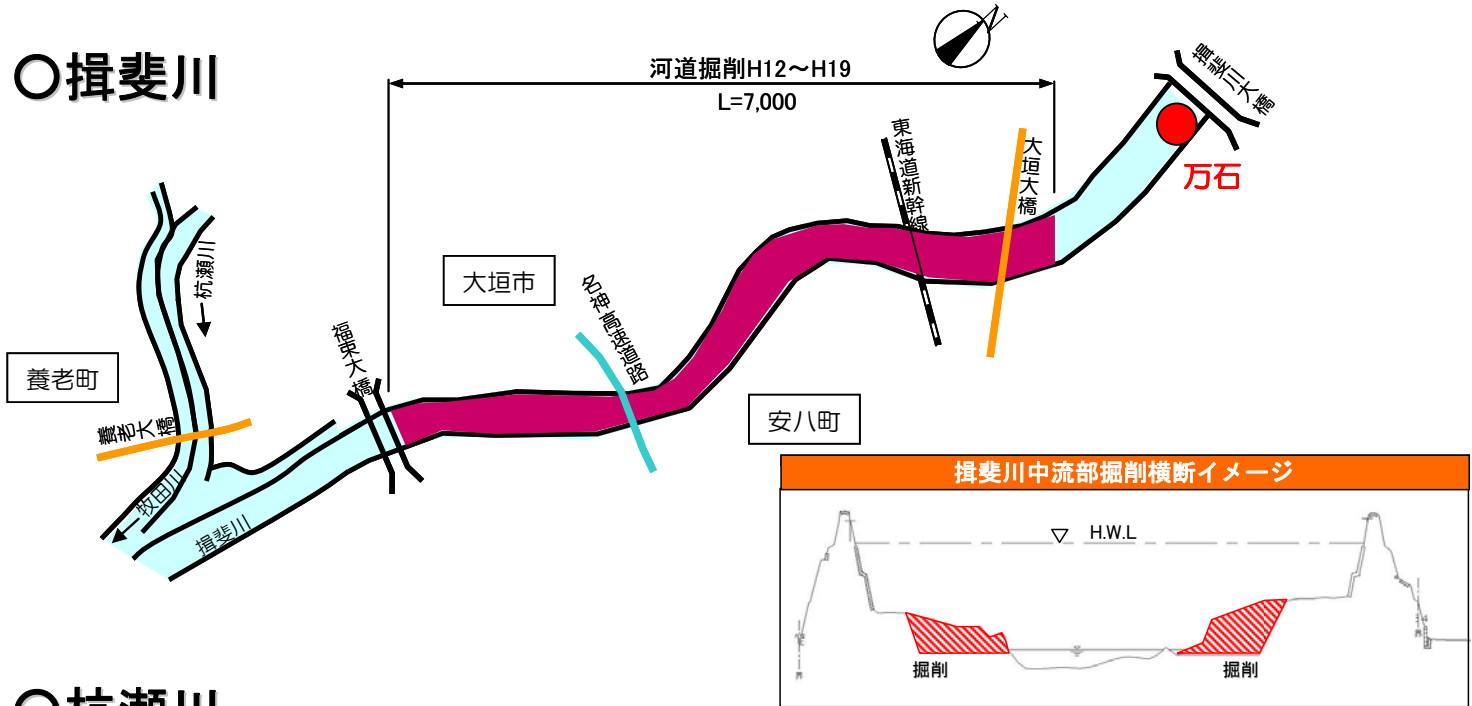 ○揖斐川
河道掘削H12～H19
L=7,000
N
揖斐川大橋
万石
東海道新幹線
大垣大橋
杭瀬川
大垣市
名神高速道路
福束大橋
養老町
養老大橋
安八町
牧田川
揖斐川
揖斐川中流部掘削横断イメージ
▽ H.W.L
掘削
掘削
○杭瀬川